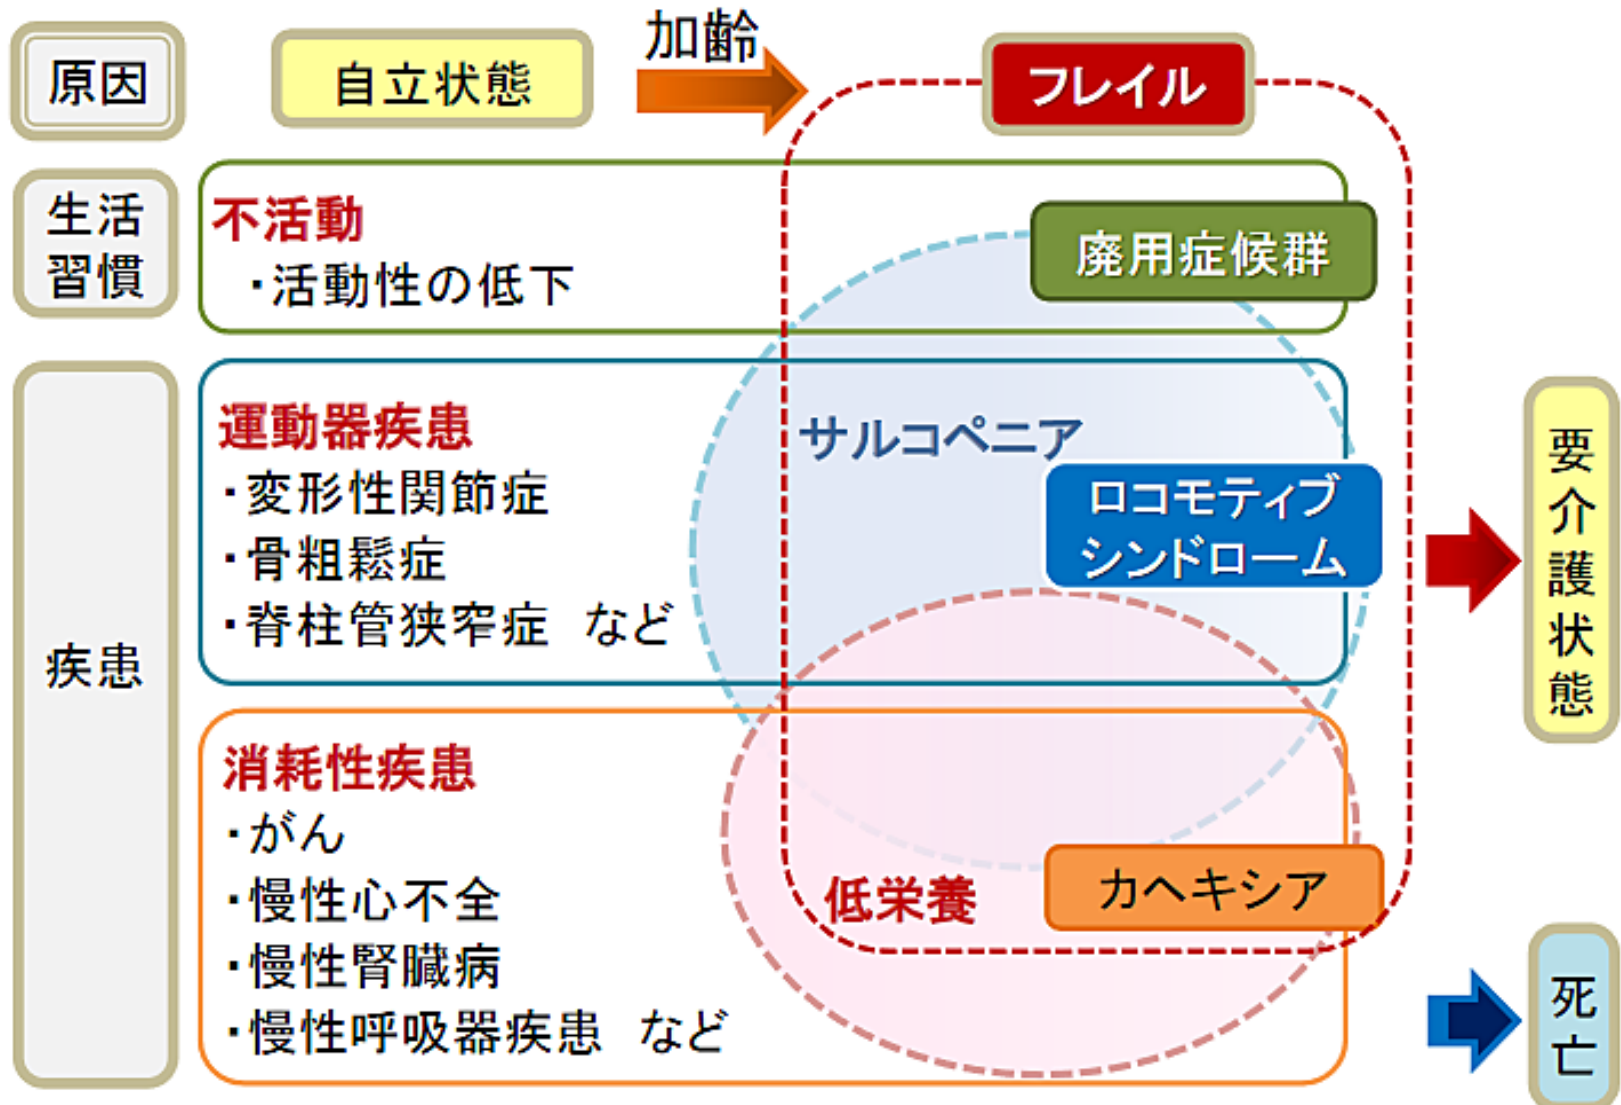 原因
自立状態
加齢
フレイル
生活
習慣
不活動
・活動性の低下
廃用症候群
疾患
運動器疾患
・変形性関節症
・骨粗鬆症
・脊柱管狭窄症　など
サルコペニア
ロコモティブ
シンドローム
消耗性疾患
・がん
・慢性心不全
・慢性腎臓病
・慢性呼吸器疾患　など
低栄養
カヘキシア
要介護状態
死亡